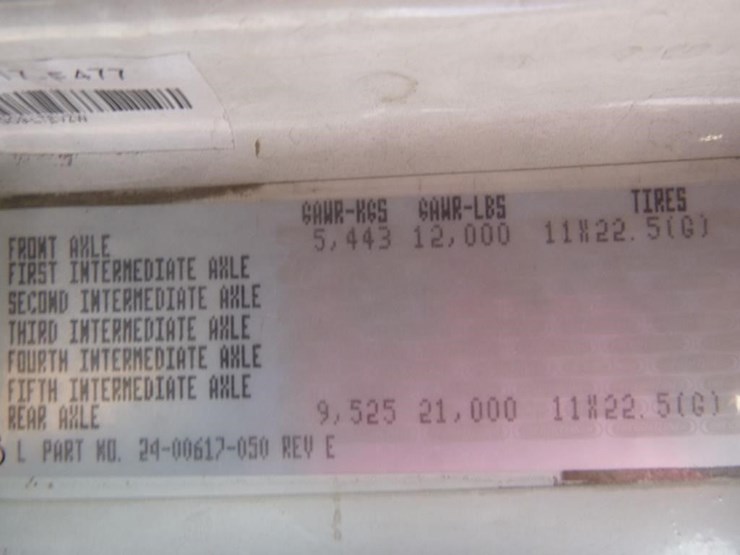 A77
GAWR-KGS GAWR-LBS TIRES
FRONT AXLE 5,443 12,000 11X22.5(G)
FIRST INTERMEDIATE AXLE
SECOND INTERMEDIATE AXLE
THIRD INTERMEDIATE AXLE
FOURTH INTERMEDIATE AXLE
FIFTH INTERMEDIATE AXLE
REAR AXLE 9,525 21,000 11X22.5(G)
L PART NO. 24-00617-050 REV E